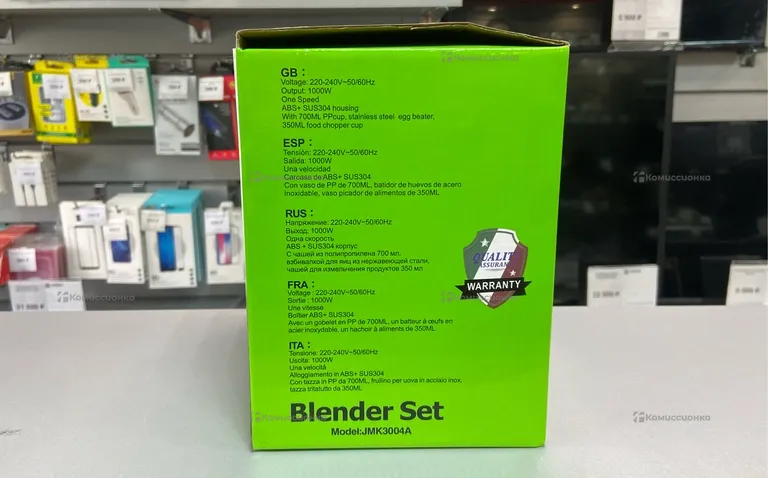 GB：
Voltage: 220-240V~50/60Hz
Output: 1000W
One Speed
ABS+ SUS304 housing
With 700ML PPcup, stainless steel egg beater,
350ML food chopper cup
ESP：
Tensión: 220-240V~50/60Hz
Salida: 1000W
Una velocidad
Carcasa de ABS+ SUS304
Con vaso de PP de 700ML, batidor de huevos de acero
inoxidable, vaso picador de alimentos de 350ML
RUS：
Напряжение: 220-240V~50/60Hz
Выход: 1000W
Одна скорость
ABS + SUS304 корпус
С чашей из полипропилена 700 мл,
взбивалкой для яиц из нержавеющей стали,
чашей для измельчения продуктов 350 мл
QUALITY
ASSURAN
WARRANTY
FRA：
Voltage : 220-240V~50/60Hz
Sortie : 1000W
Une vitesse
Boîtier ABS+ SUS304
Avec un gobelet en PP de 700ML, un batteur à œufs en
acier inoxydable, un hachoir à aliments de 350ML
ITA：
Tensione: 220-240V~50/60Hz
Uscita: 1000W
Una velocità
Alloggiamento in ABS+ SUS304
Con tazza in PP da 700ML, frullino per uova in acciaio inox,
tazza tritatutto da 350ML
Blender Set
Model:JMK3004A
Комиссионка
Комиссионка
Комиссионка
Комиссионка
Комиссионка